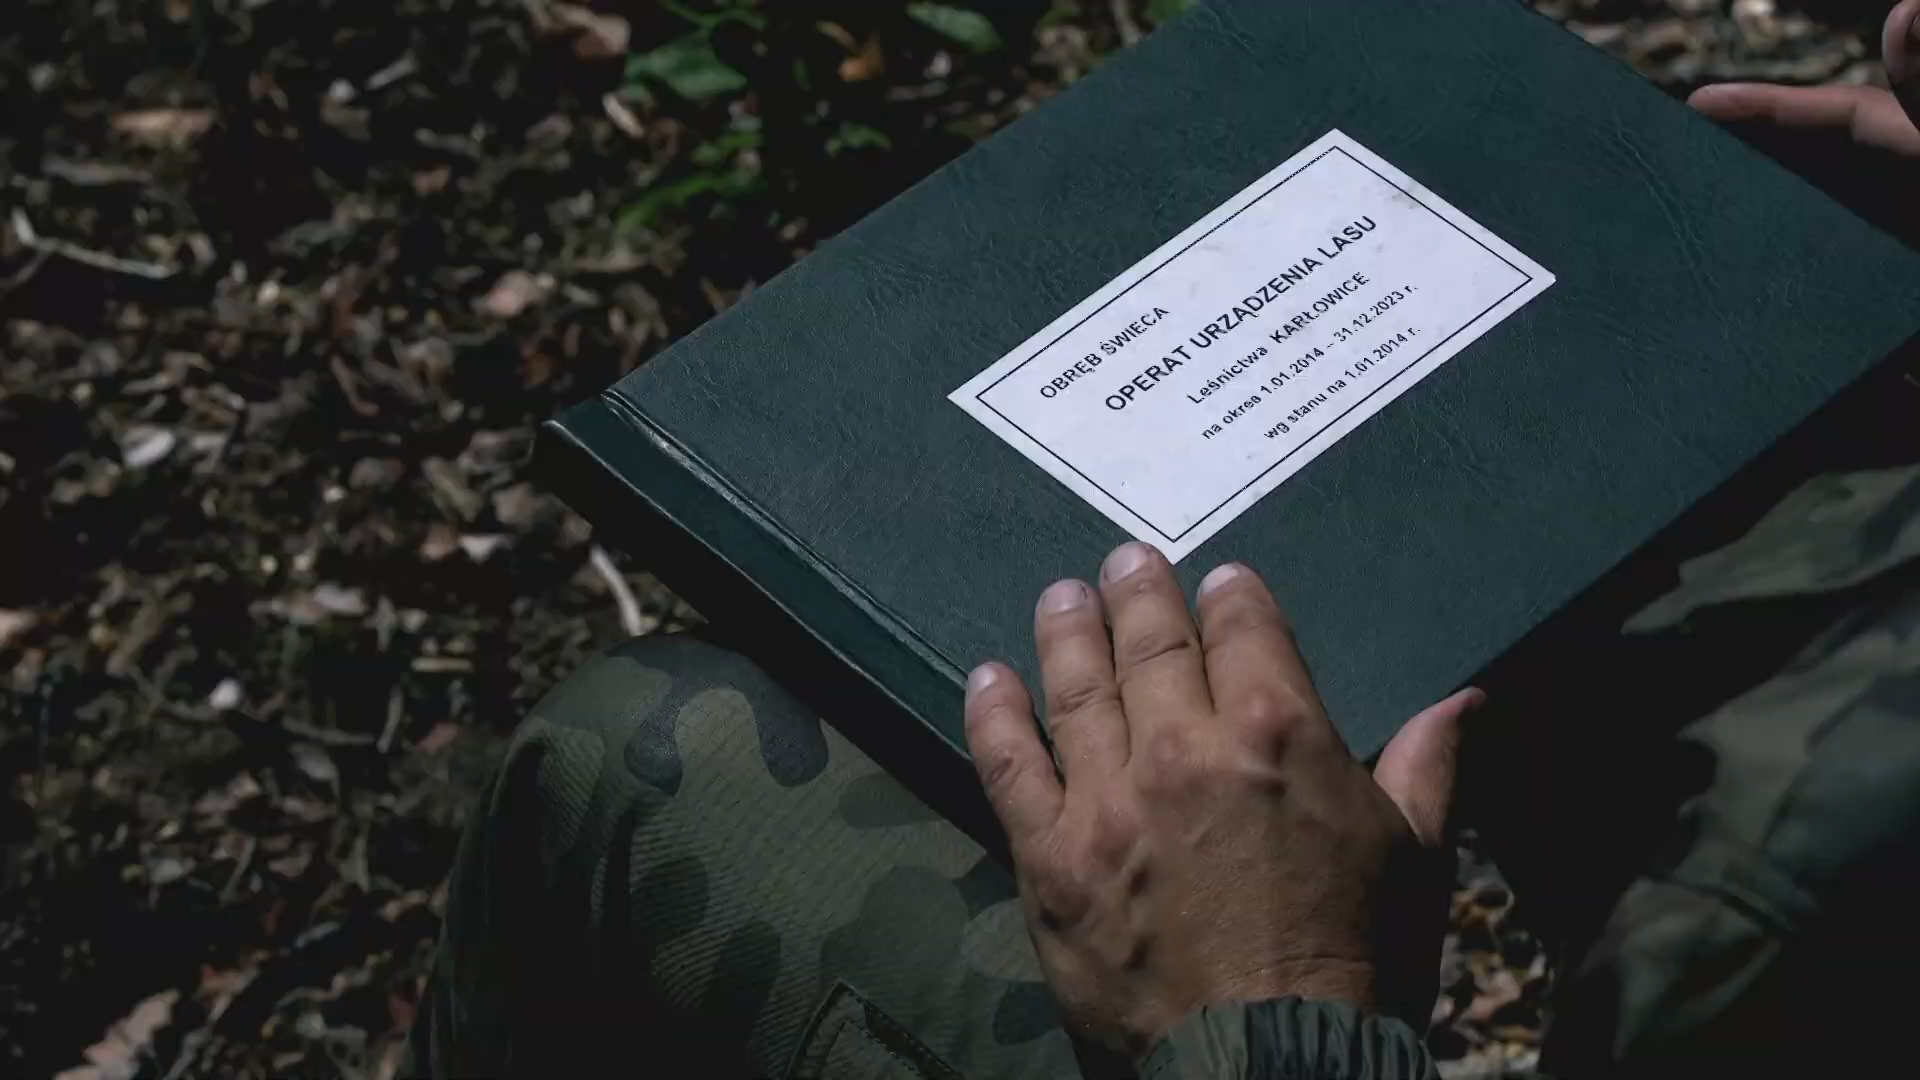 OBRĘB ŚWIECA
OPERAT URZĄDZENIA LASU
Leśnictwa KARŁOWICE
na okres 1.01.2014 - 31.12.2023 r.
wg stanu na 1.01.2014 r.